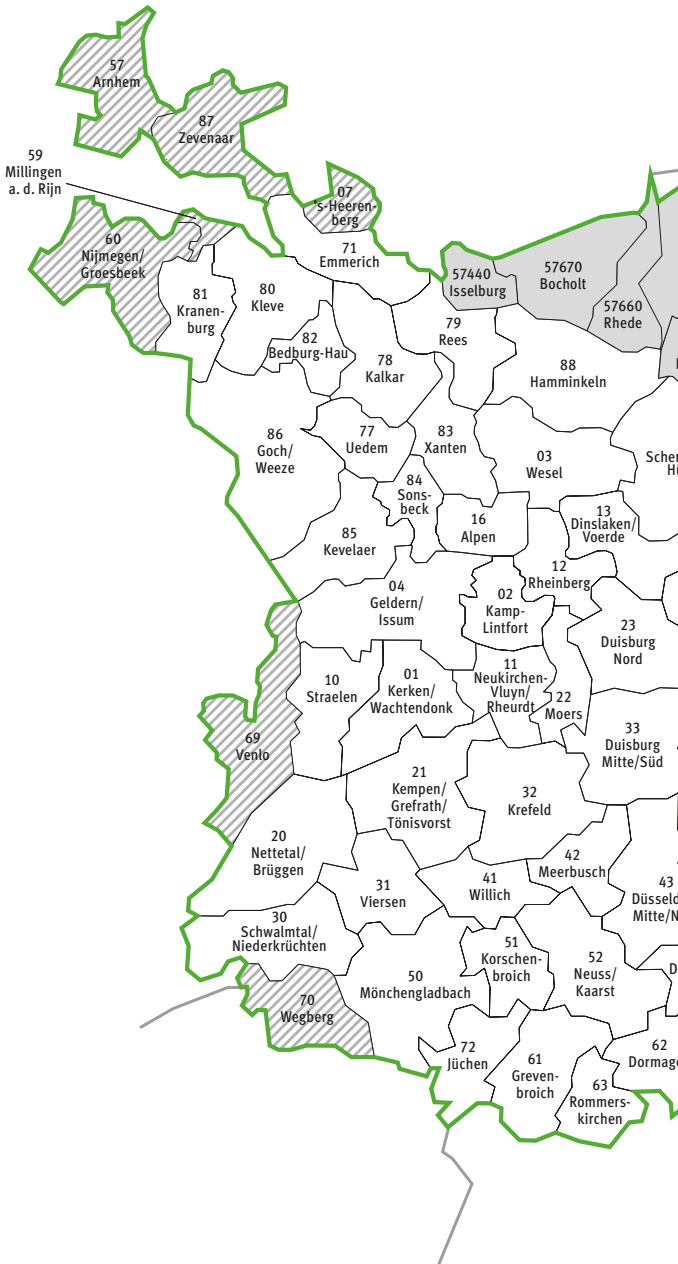 57
Arnhem
87
Zevenaar
59
Millingen
a. d. Rijn
07
's-Heeren-
berg
60
Nijmegen/
Groesbeek
71
Emmerich
57440
Isselburg
57670
Bocholt
57660
Rhede
81
Kranen-
burg
80
Kleve
82
Bedburg-Hau
78
Kalkar
79
Rees
88
Hamminkeln
86
Goch/
Weeze
77
Uedem
83
Xanten
03
Wesel
84
Sons-
beck
16
Alpen
13
Dinslaken/
Voerde
85
Kevelaer
12
Rheinberg
04
Geldern/
Issum
02
Kamp-
Lintfort
23
Duisburg
Nord
10
Straelen
01
Kerken/
Wachtendonk
11
Neukirchen-
Vluyn/
Rheurdt
22
Moers
69
Venlo
33
Duisburg
Mitte/Süd
21
Kempen/
Grefrath/
Tönisvorst
32
Krefeld
20
Nettetal/
Brüggen
42
Meerbusch
31
Viersen
41
Willich
43
Düsseld
Mitte/N
30
Schwalmtal/
Niederkrüchten
51
Korschen-
broich
52
Neuss/
Kaarst
50
Mönchengladbach
70
Wegberg
72
Jüchen
61
Greven-
broich
62
Dormage
63
Rommers-
kirchen